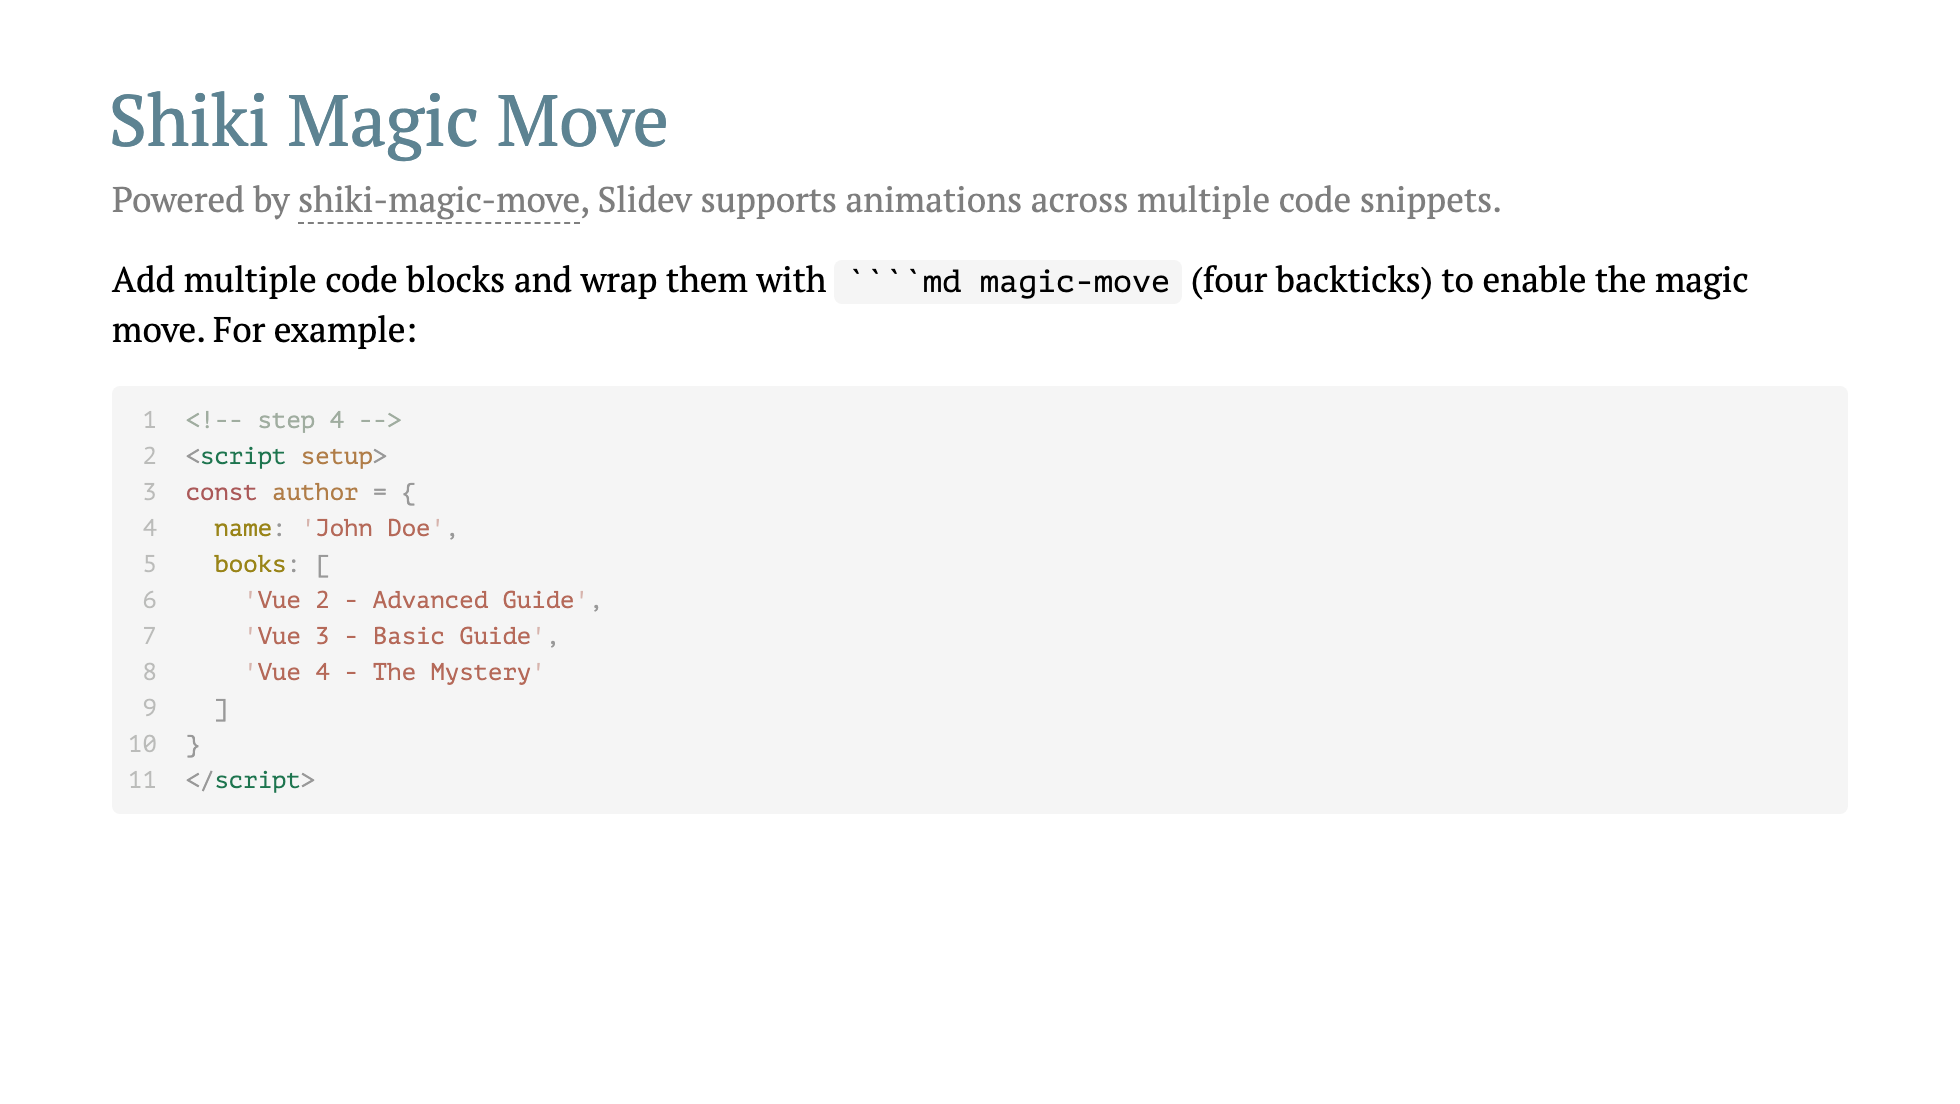 Shiki Magic Move
Powered by shiki-magic-move, Slidev supports animations across multiple code snippets.
Add multiple code blocks and wrap them with ````md magic-move (four backticks) to enable the magic
move. For example:
1 <!-- step 4 -->
2 <script setup>
3 const author = {
4   name: 'John Doe',
5   books: [
6     'Vue 2 - Advanced Guide',
7     'Vue 3 - Basic Guide',
8     'Vue 4 - The Mystery'
9   ]
10 }
11 </script>